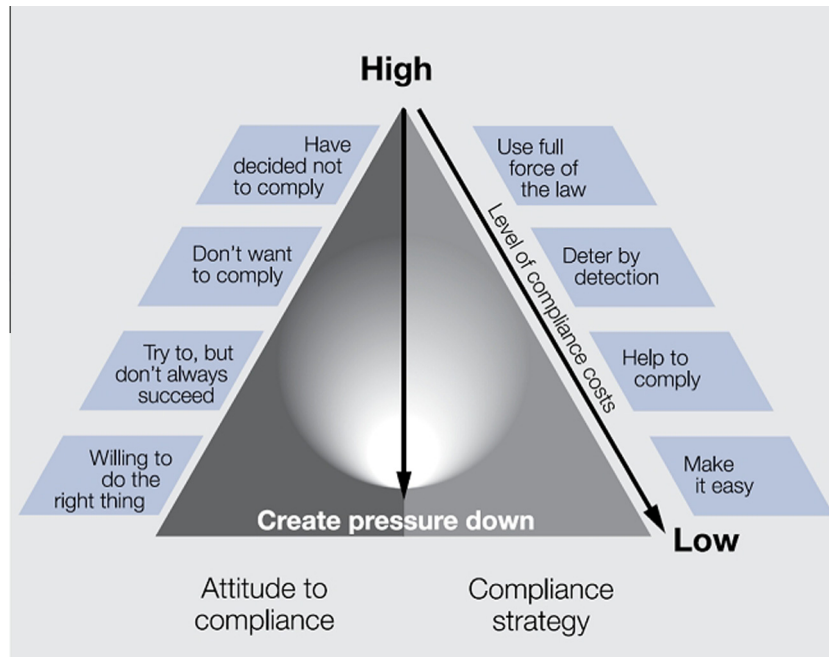 High
Have
decided not
to comply
Use full
force of
the law
Don't want
to comply
Deter by
detection
Level of compliance costs
Try to, but
don't always
succeed
Help to
comply
Willing to
do the
right thing
Make
it easy
Create pressure down
Low
Attitude to
compliance
Compliance
strategy